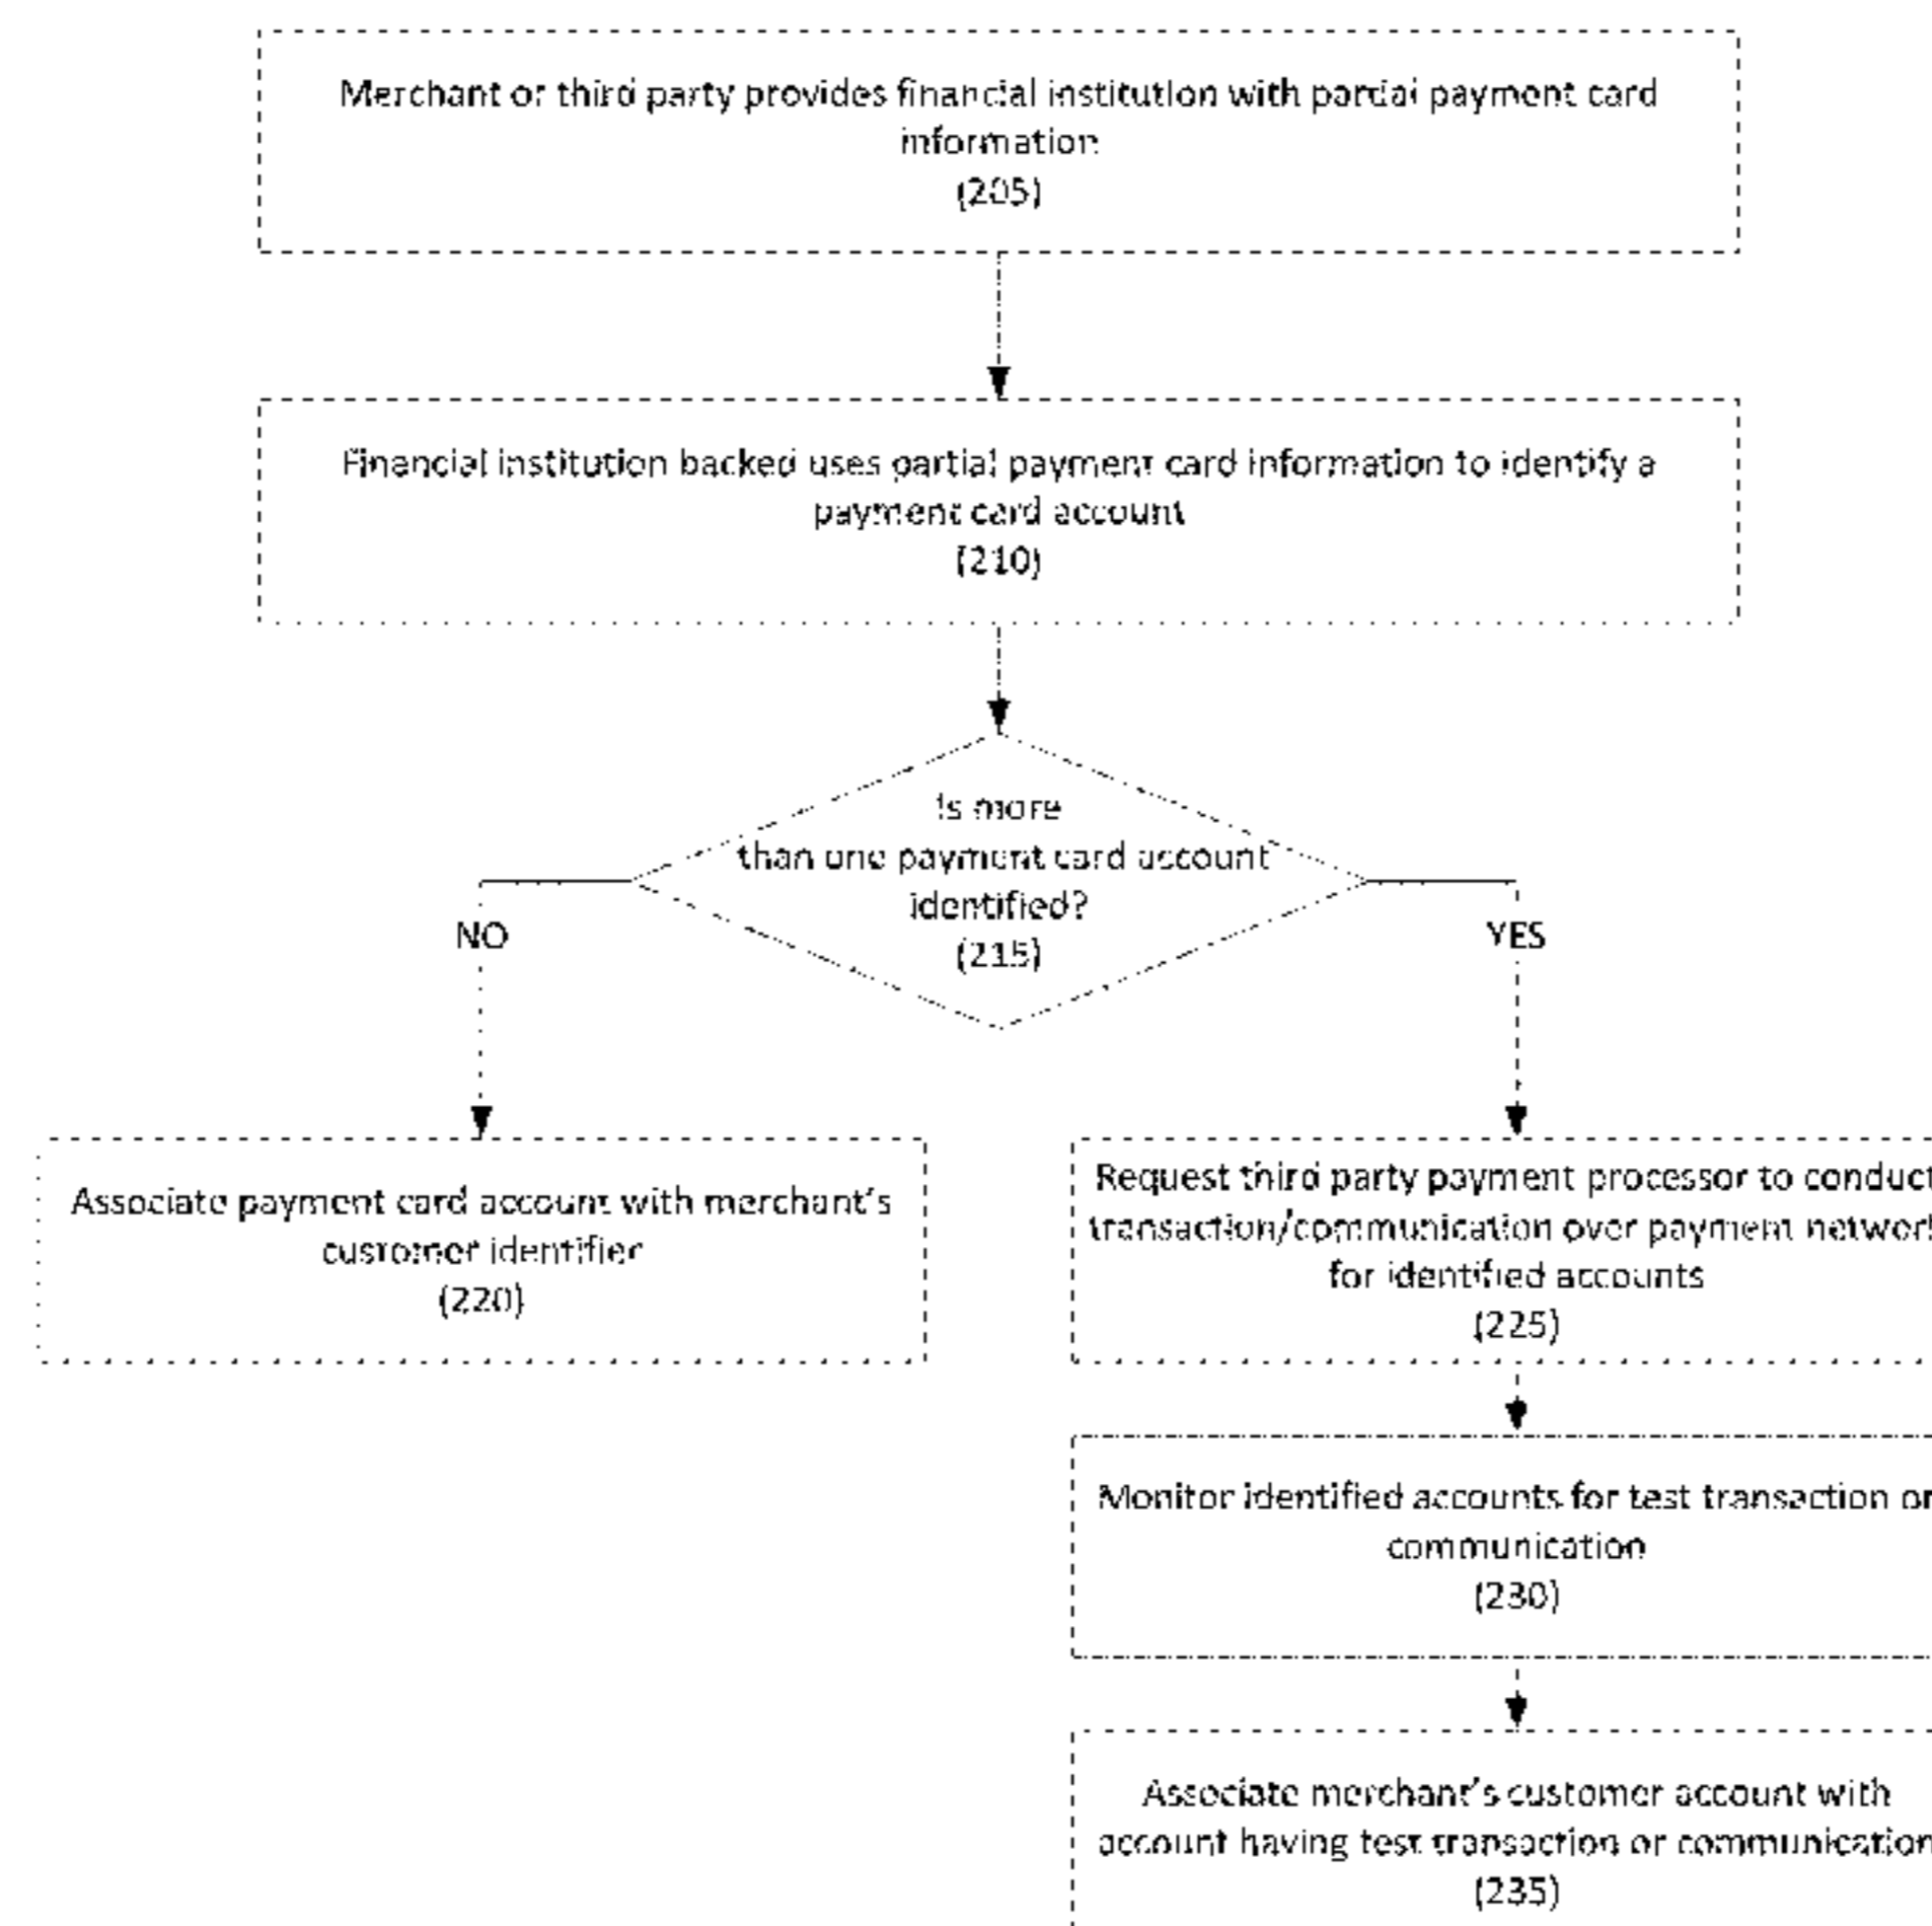 Merchant or third party provides financial institution with partial payment card
information
(205)
Financial institution backed uses partial payment card information to identify a
payment card account
(210)
Is more
than one payment card account
identified?
(215)
NO
YES
Associate payment card account with merchant's
customer identifier
(220)
Request third party payment processor to conduct
transaction/communication over payment network
for identified accounts
(225)
Monitor identified accounts for test transaction or
communication
(230)
Associate merchant's customer account with
account having test transaction or communication
(235)